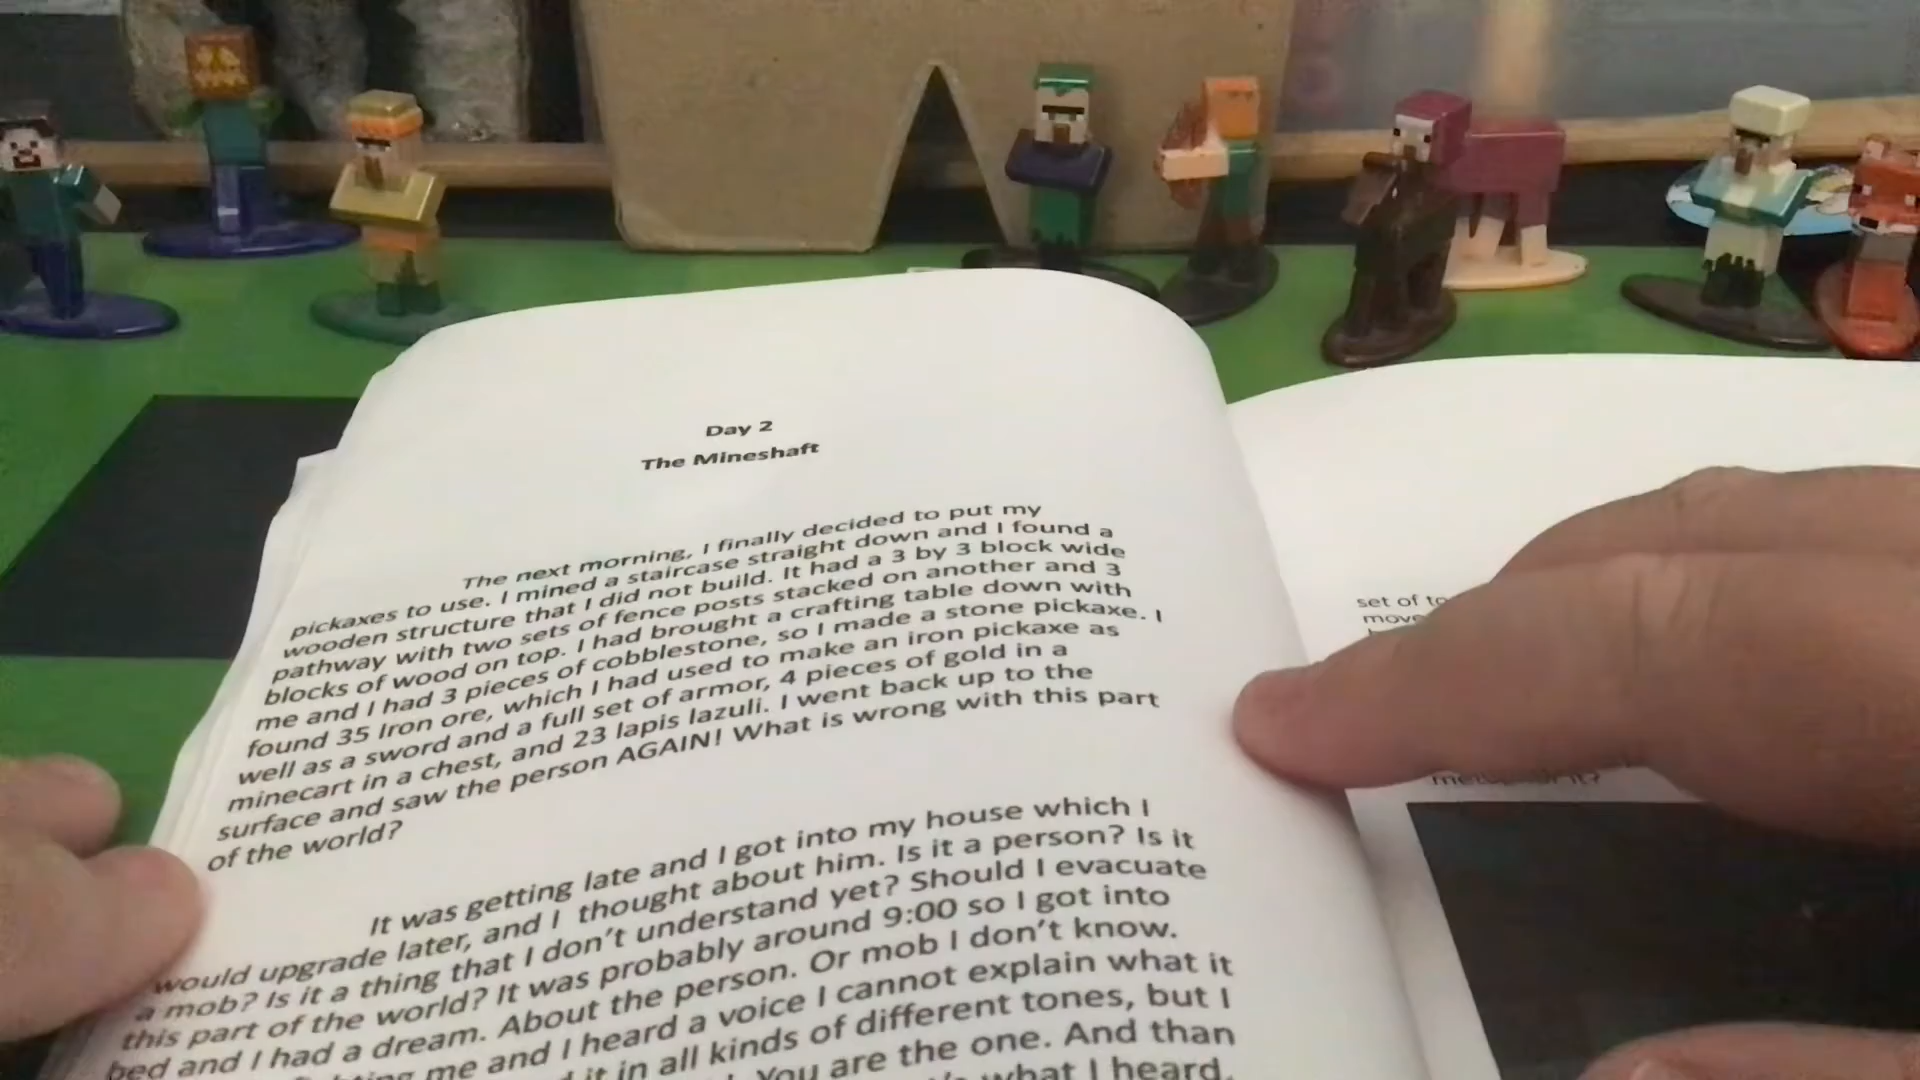 Day 2
The Mineshaft
The next morning, I finally decided to put my
pickaxes to use. I mined a staircase straight down and I found a
wooden structure that I did not build. It had a 3 by 3 block wide
pathway with two sets of fence posts stacked on another and 3
blocks of wood on top. I had brought a crafting table down with
me and I had 3 pieces of cobblestone, so I made a stone pickaxe. I
found 35 Iron ore, which I had used to make an iron pickaxe as
well as a sword and a full set of armor, 4 pieces of gold in a
minecart in a chest, and 23 lapis lazuli. I went back up to the
surface and saw the person AGAIN! What is wrong with this part
of the world?
It was getting late and I got into my house which I
would upgrade later, and I thought about him. Is it a person? Is it
a mob? Is it a thing that I don't understand yet? Should I evacuate
this part of the world? It was probably around 9:00 so I got into
bed and I had a dream. About the person. Or mob I don't know.
me and I heard a voice I cannot explain what it
it in all kinds of different tones, but I
You are the one. And than
what I heard.
set of
move
it?